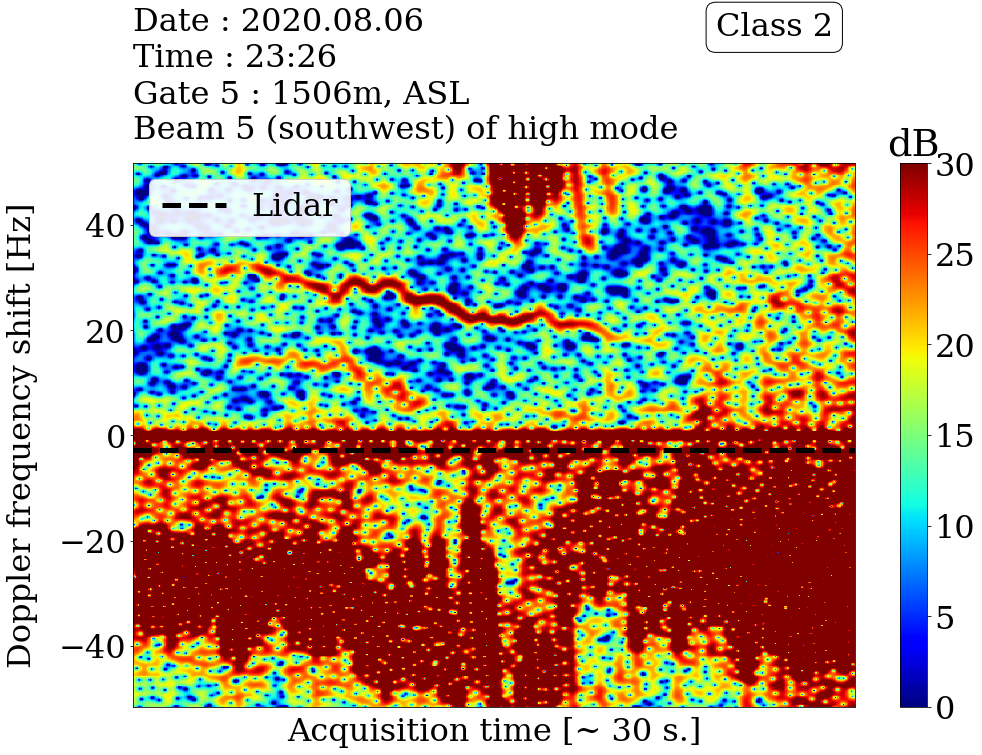 Date : 2020.08.06
Class 2
Time : 23:26
Gate 5 : 1506m, ASL
Beam 5 (southwest) of high mode
dB
Lidar
Doppler frequency shift [Hz]
40
20
0
−20
−40
Acquisition time [~ 30 s.]
30
25
20
15
10
5
0